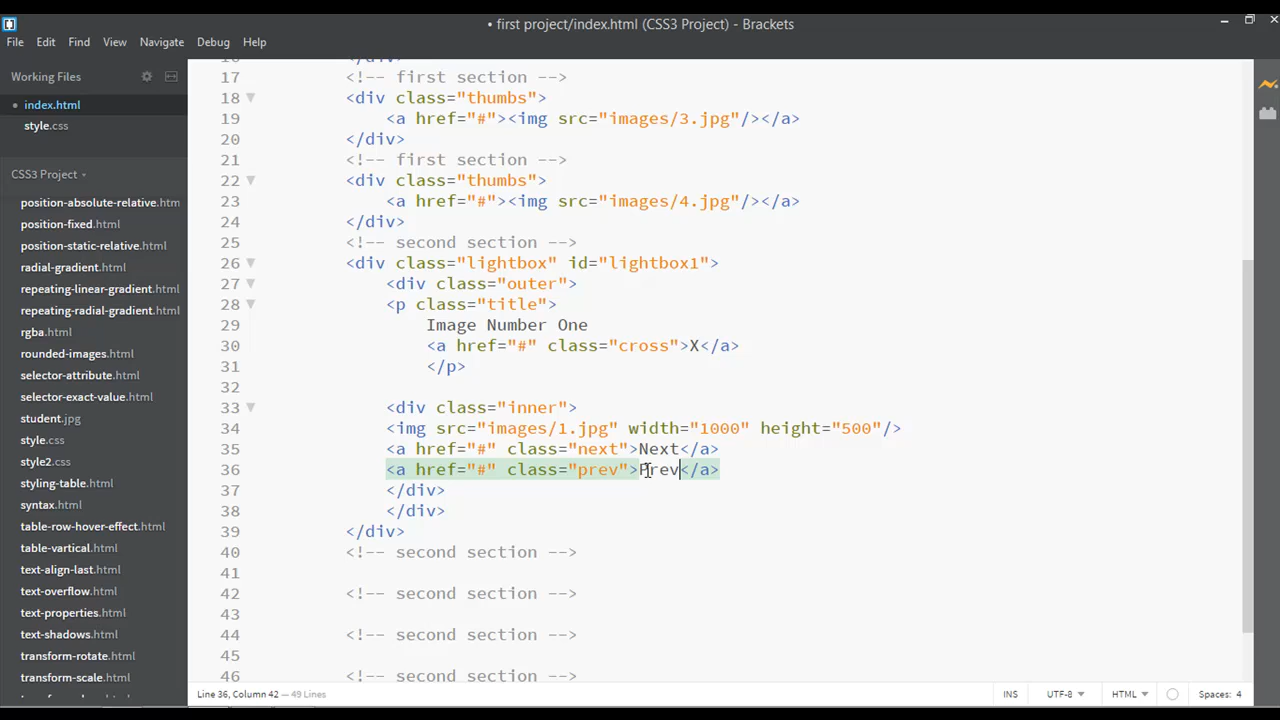 • first project/index.html (CSS3 Project) - Brackets
File Edit Find View Navigate Debug Help
Working Files
• index.html
style.css
CSS3 Project
position-absolute-relative.htm
position-fixed.html
position-static-relative.html
radial-gradient.html
repeating-linear-gradient.html
repeating-radial-gradient.html
rgba.html
rounded-images.html
selector-attribute.html
selector-exact-value.html
student.jpg
style.css
style2.css
styling-table.html
syntax.html
table-row-hover-effect.html
table-vartical.html
text-align-last.html
text-overflow.html
text-properties.html
text-shadows.html
transform-rotate.html
transform-scale.html
16 </div>
17 <!-- first section -->
18 <div class="thumbs">
19 <a href="#"><img src="images/3.jpg"/></a>
20 </div>
21 <!-- first section -->
22 <div class="thumbs">
23 <a href="#"><img src="images/4.jpg"/></a>
24 </div>
25 <!-- second section -->
26 <div class="lightbox" id="lightbox1">
27 <div class="outer">
28 <p class="title">
29 Image Number One
30 <a href="#" class="cross">X</a>
31 </p>
32
33 <div class="inner">
34 <img src="images/1.jpg" width="1000" height="500"/>
35 <a href="#" class="next">Next</a>
36 <a href="#" class="prev">Prev</a>
37 </div>
38 </div>
39 </div>
40 <!-- second section -->
41
42 <!-- second section -->
43
44 <!-- second section -->
45
46 <!-- second section -->
Line 36, Column 42 — 49 Lines
INS UTF-8 HTML Spaces: 4